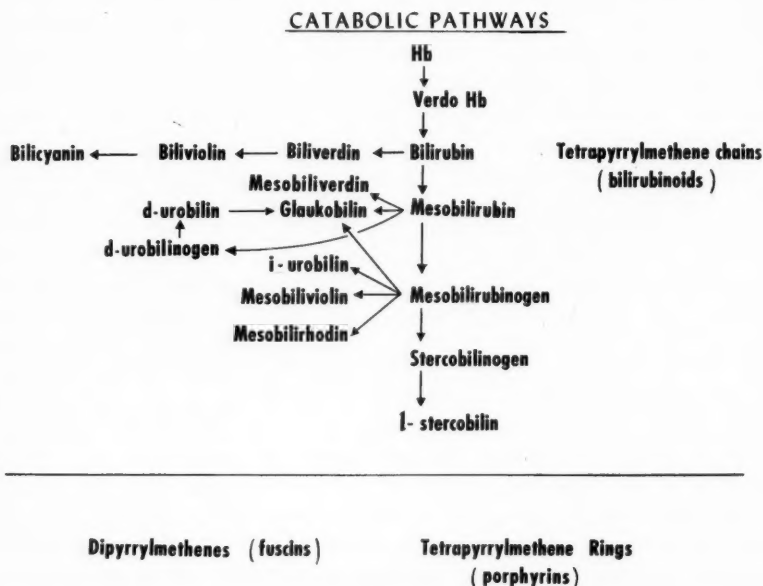 CATABOLIC PATHWAYS
Hb
Verdo Hb
Bilicyanin Biliviolin Biliverdin Bilirubin Tetrapyrrylmethene chains
( bilirubinoids )
Mesobiliverdin
d-urobilin Glaukobilin Mesobilirubin
d-urobilinogen
i-urobilin
Mesobiliviolin Mesobilirubinogen
Mesobilirhodin
Stercobilinogen
l- stercobilin
Dipyrrylmethenes ( fuscins ) Tetrapyrrylmethene Rings
( porphyrins )